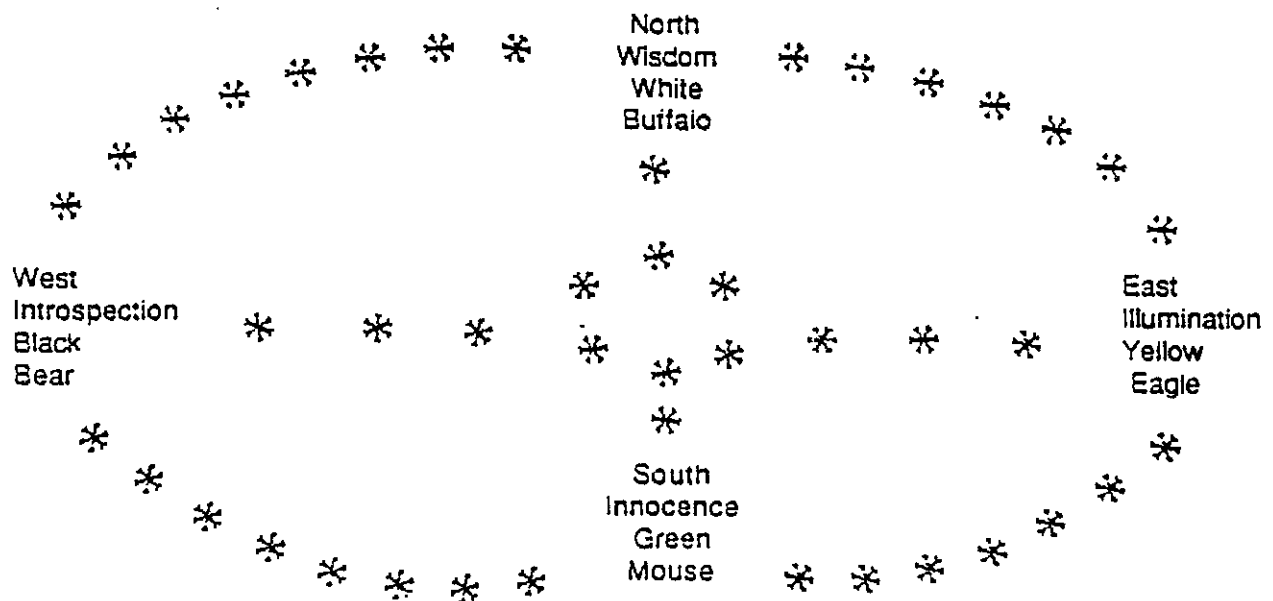 North
Wisdom
White
Buffalo
West
Introspection
Black
Bear
East
Illumination
Yellow
Eagle
South
Innocence
Green
Mouse